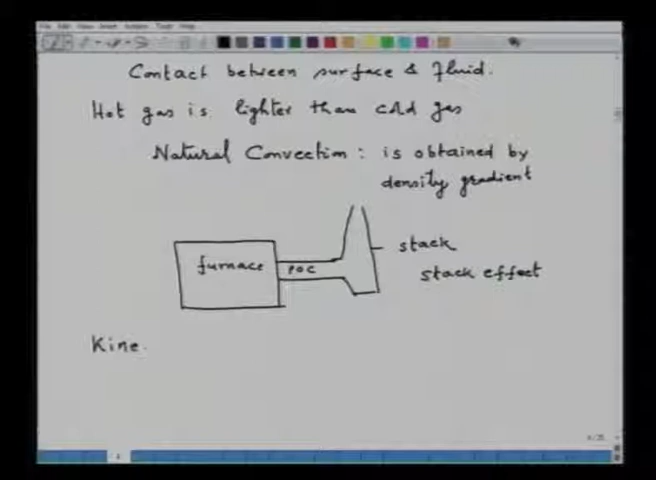 Contact between surface & fluid.
Hot gas is lighter than cold gas
Natural Convection : is obtained by
density gradient
furnace
POC
stack
stack effect
Kine